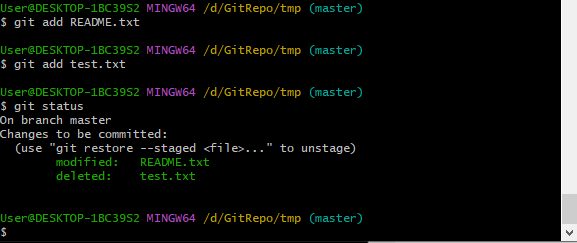 User@DESKTOP-1BC39S2 MINGW64 /d/GitRepo/tmp (master)
$ git add README.txt
User@DESKTOP-1BC39S2 MINGW64 /d/GitRepo/tmp (master)
$ git add test.txt
User@DESKTOP-1BC39S2 MINGW64 /d/GitRepo/tmp (master)
$ git status
On branch master
Changes to be committed:
  (use "git restore --staged <file>..." to unstage)
        modified:   README.txt
        deleted:    test.txt
User@DESKTOP-1BC39S2 MINGW64 /d/GitRepo/tmp (master)
$